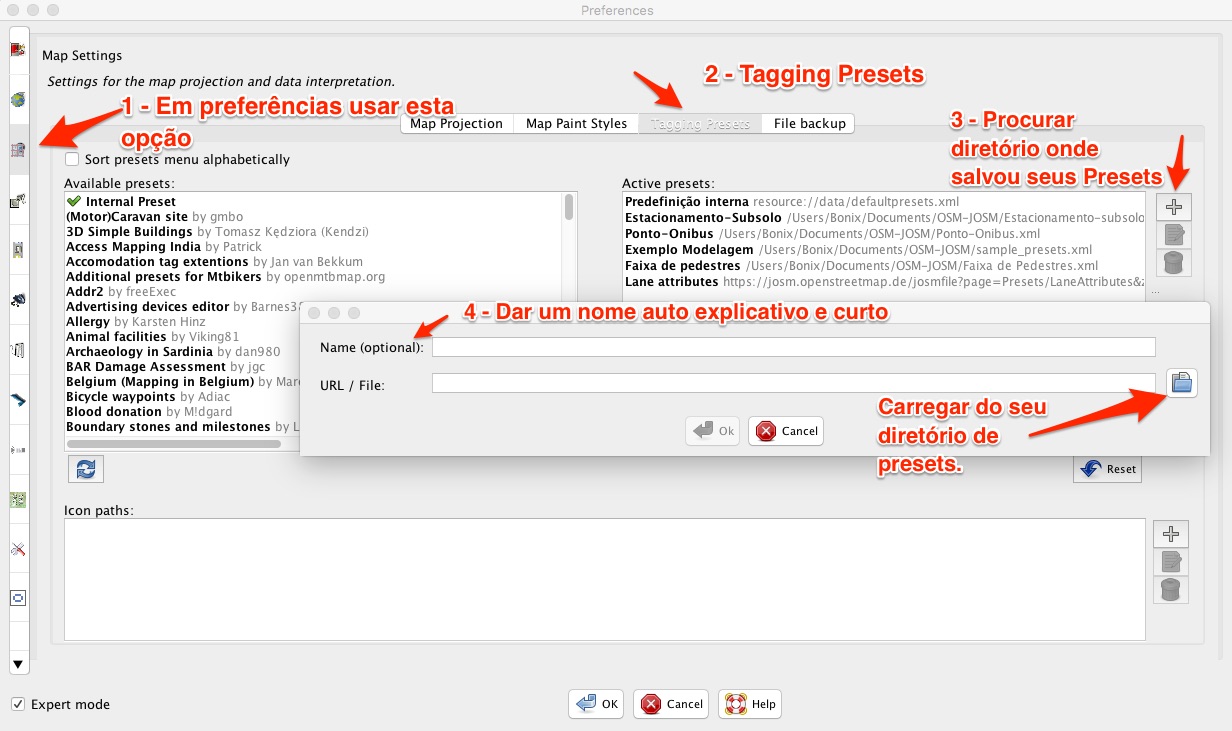 Preferences
Map Settings
Settings for the map projection and data interpretation.
1 - Em preferências usar esta
opção
2 - Tagging Presets
3 - Procurar
diretório onde
salvou seus Presets
Map Projection
Map Paint Styles
Tagging Presets
File backup
Sort presets menu alphabetically
Available presets:
Internal Preset
(Motor)Caravan site by gmbo
3D Simple Buildings by Tomasz Kędziora (Kendzi)
Access Mapping India by Patrick
Accomodation tag extentions by Jan van Bekkum
Additional presets for Mtbikers by openmtbmap.org
Addr2 by freeExec
Advertising devices editor by Barnes38
Allergy by Karsten Hinz
Animal facilities by Viking81
Archaeology in Sardinia by dan980
BAR Damage Assessment by jgc
Belgium (Mapping in Belgium) by Mar
Bicycle waypoints by Adiac
Blood donation by M!dgard
Boundary stones and milestones by L
Active presets:
Predefinição interna resource://data/defaultpresets.xml
Estacionamento-Subsolo /Users/Bonix/Documents/OSM-JOSM/Estacionamento-subsolo
Ponto-Onibus /Users/Bonix/Documents/OSM-JOSM/Ponto-Onibus.xml
Exemplo Modelagem /Users/Bonix/Documents/OSM-JOSM/sample_presets.xml
Faixa de pedestres /Users/Bonix/Documents/OSM-JOSM/Faixa de Pedestres.xml
Lane attributes https://josm.openstreetmap.de/josmfile?page=Presets/LaneAttributes&z
...
4 - Dar um nome auto explicativo e curto
Name (optional):
URL / File:
Ok
Cancel
Carregar do seu
diretório de
presets.
Reset
Icon paths:
Expert mode
OK
Cancel
Help